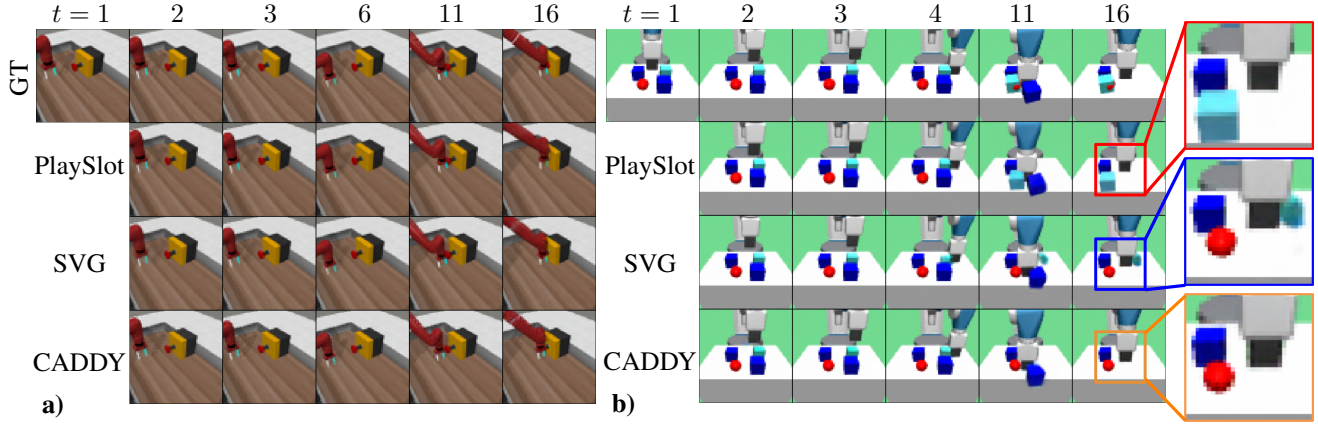 t = 1 2 3 6 11 16
t = 1 2 3 4 11 16
GT
PlaySlot
PlaySlot
SVG
SVG
CADDY
CADDY
a)
b)